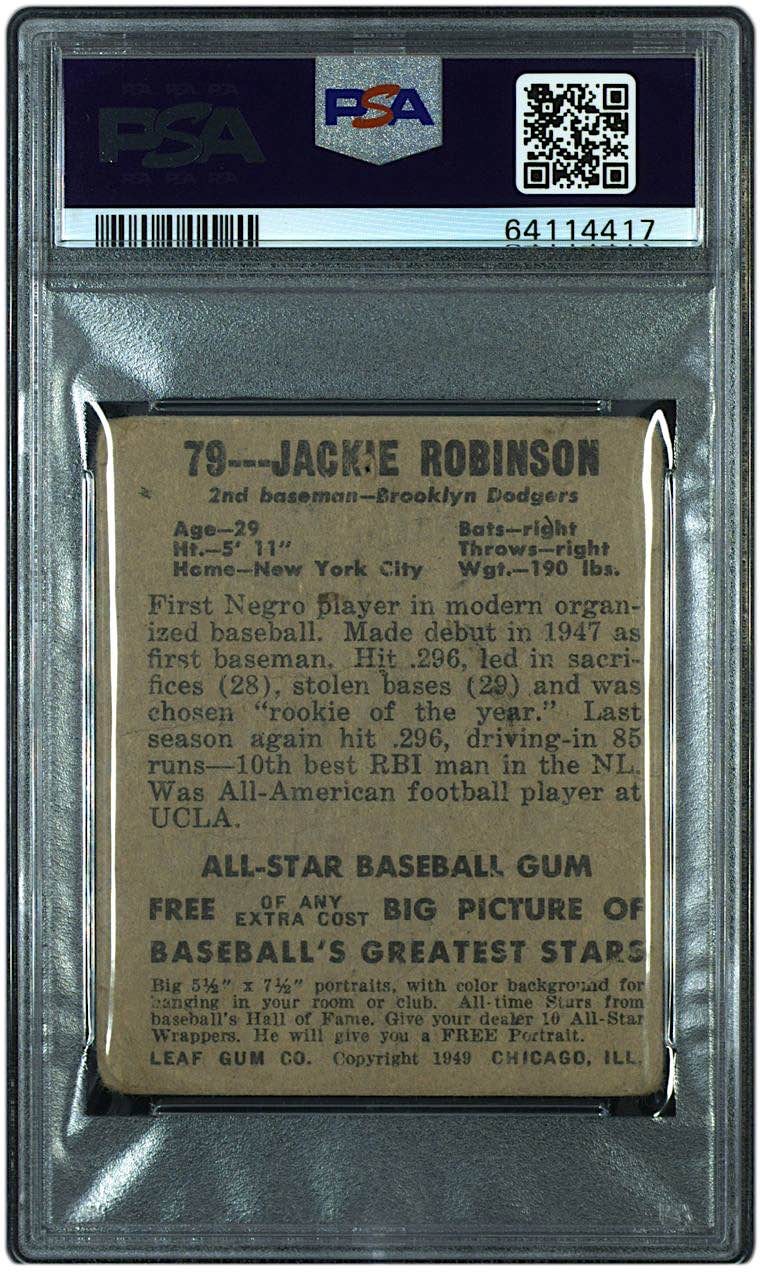 PSA PSA PSA
PSA
PSA PSA PSA
PSA
64114417
79---JACKIE ROBINSON
2nd baseman—Brooklyn Dodgers
Age—29 Bats—right
Ht.—5' 11" Throws—right
Home—New York City Wgt.—190 lbs.
First Negro player in modern organ-
ized baseball. Made debut in 1947 as
first baseman. Hit .296, led in sacri-
fices (28), stolen bases (29) and was
chosen "rookie of the year." Last
season again hit .296, driving-in 85
runs—10th best RBI man in the NL.
Was All-American football player at
UCLA.
ALL-STAR BASEBALL GUM
FREE OF ANY EXTRA COST BIG PICTURE OF
BASEBALL'S GREATEST STARS
Big 5½" x 7½" portraits, with color background for
hanging in your room or club. All-time Stars from
baseball's Hall of Fame. Give your dealer 10 All-Star
Wrappers. He will give you a FREE Portrait.
LEAF GUM CO. Copyright 1949 CHICAGO, ILL.